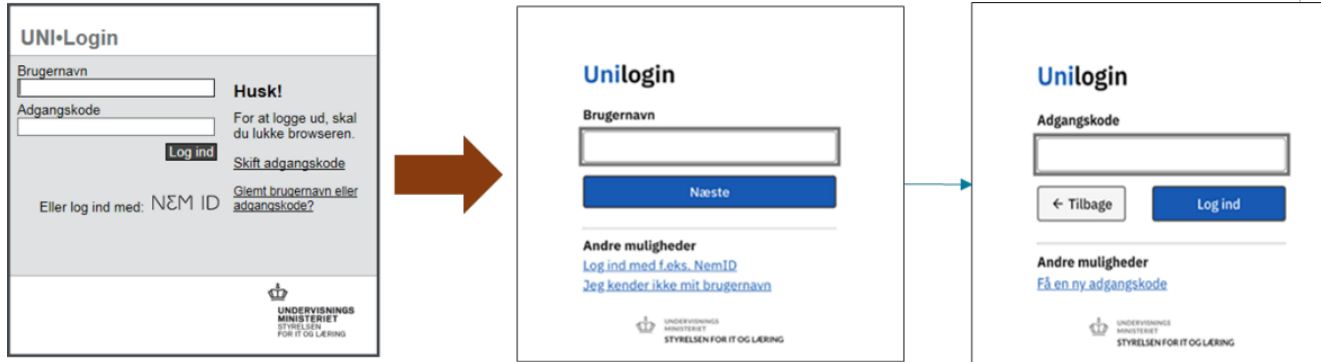 UNI•Login
Brugernavn
Adgangskode
Log ind
Eller log ind med: NEM ID
Husk!
For at logge ud, skal
du lukke browseren.
Skift adgangskode
Glemt brugernavn eller
adgangskode?
UNDERVISNINGS
MINISTERIET
STYRELSEN
FOR IT OG LÆRING
Unilogin
Brugernavn
Næste
Andre muligheder
Log ind med f.eks. NemID
Jeg kender ikke mit brugernavn
UNDERVISNINGS
MINISTERIET
STYRELSEN FOR IT OG LÆRING
Unilogin
Adgangskode
← Tilbage
Log ind
Andre muligheder
Få en ny adgangskode
UNDERVISNINGS
MINISTERIET
STYRELSEN FOR IT OG LÆRING